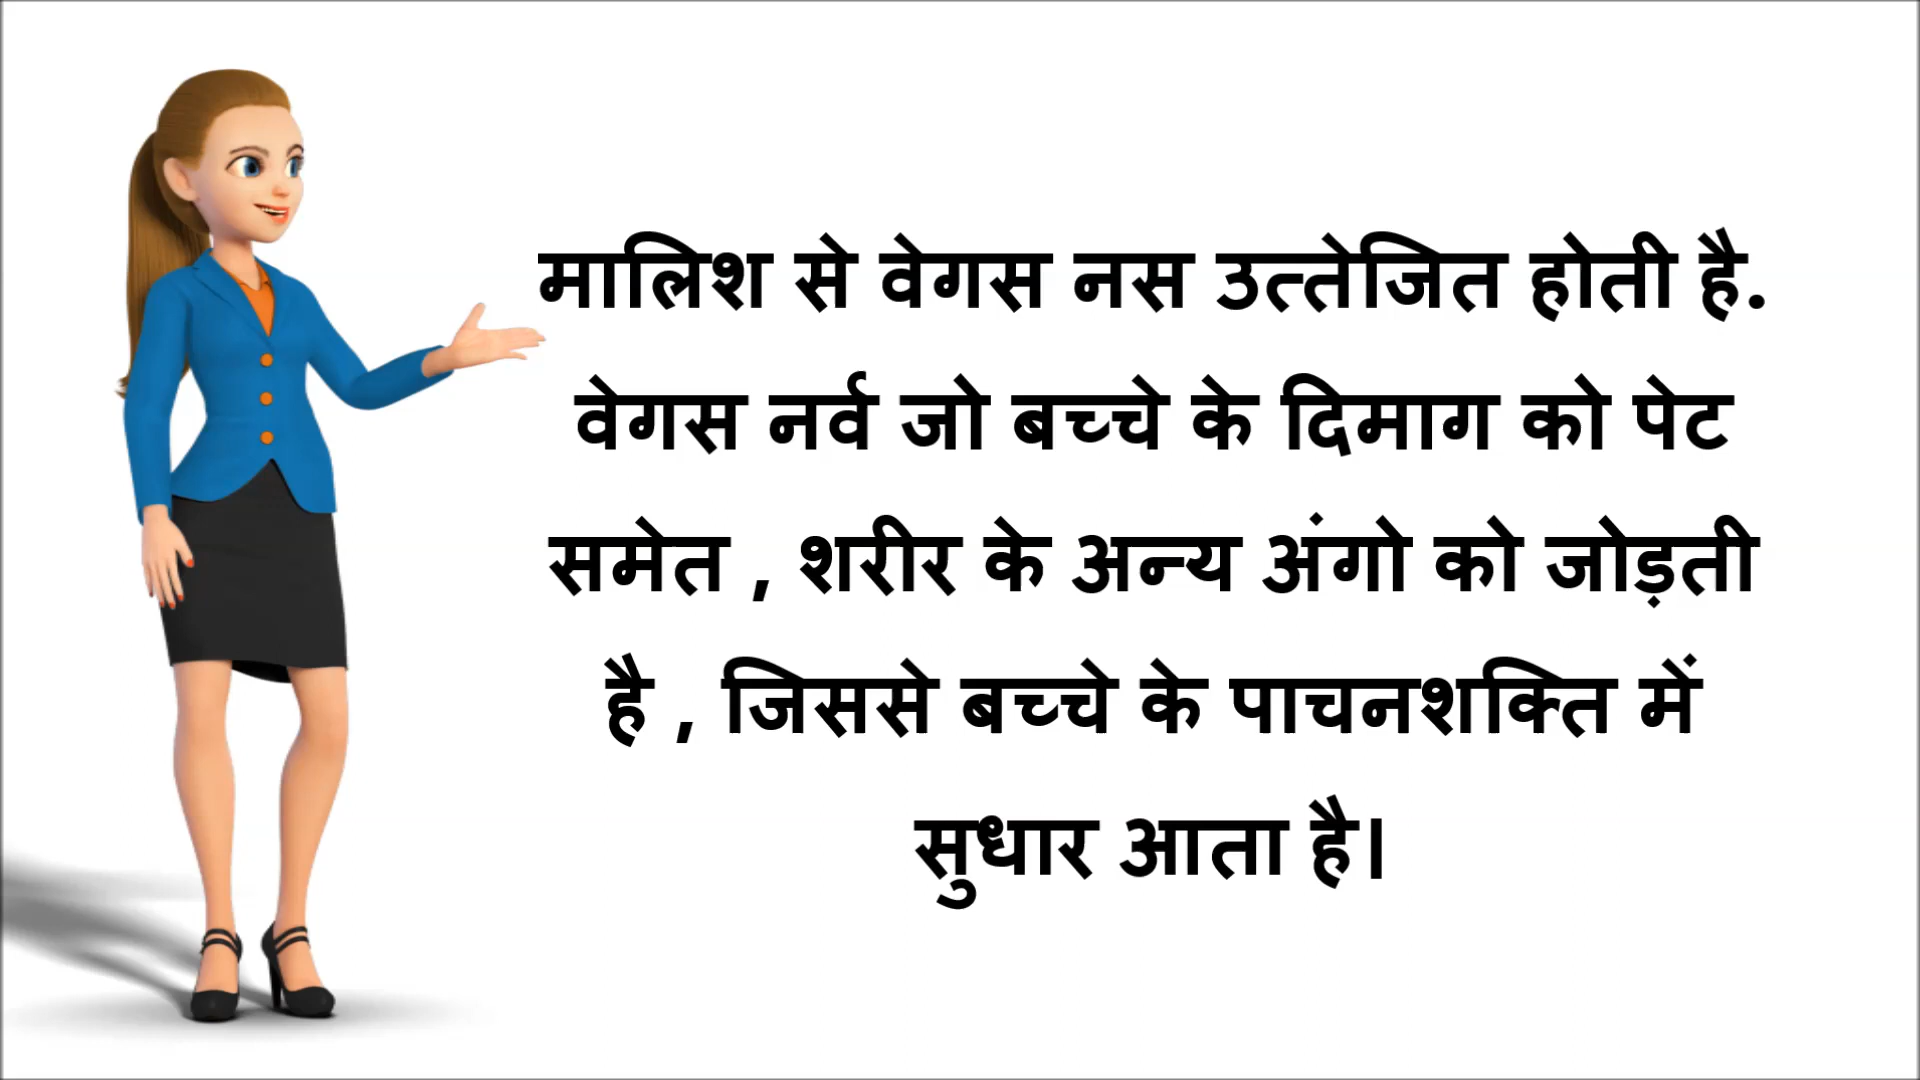 मालिश से वेगस नस उत्तेजित होती है.
वेगस नर्व जो बच्चे के दिमाग को पेट
समेत , शरीर के अन्य अंगो को जोड़ती
है , जिससे बच्चे के पाचनशक्ति में
सुधार आता है।